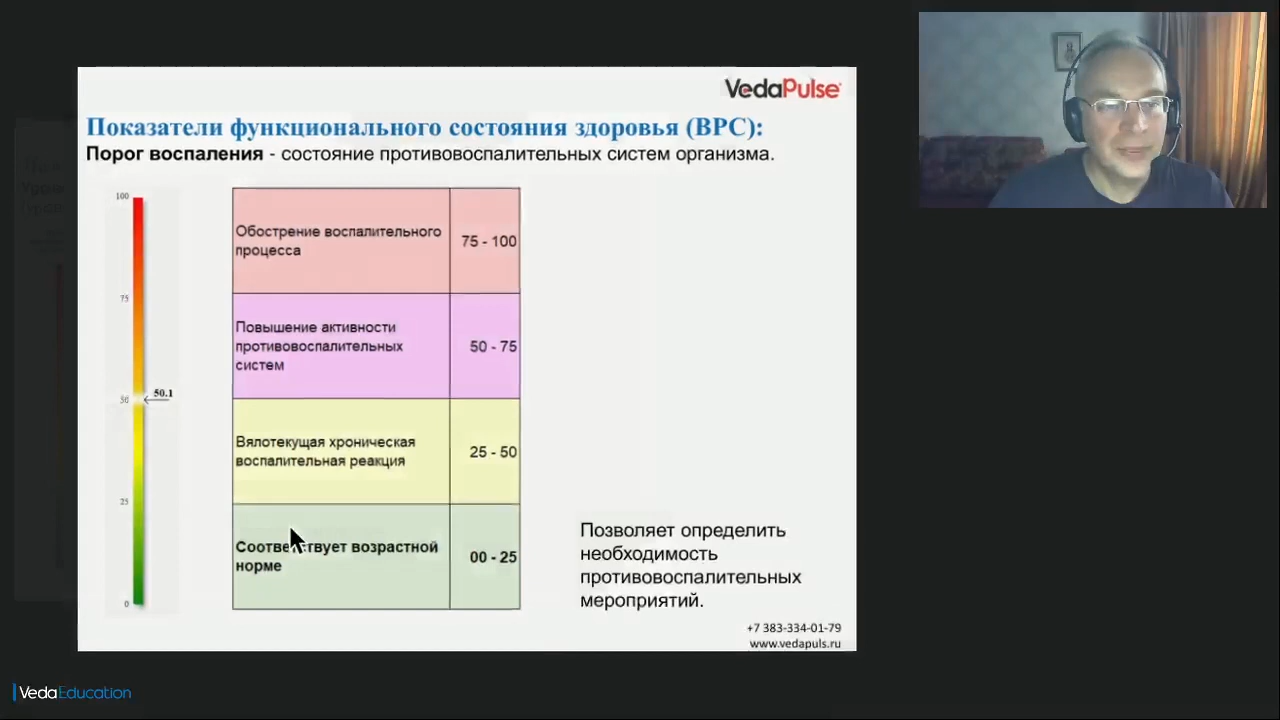 VedaPulse
Показатели функционального состояния здоровья (ВРС):
Порог воспаления - состояние противовоспалительных систем организма.
100
75
50
50.1
25
0
Обострение воспалительного
процесса
75 - 100
Повышение активности
противовоспалительных
систем
50 - 75
Вялотекущая хроническая
воспалительная реакция
25 - 50
Соответствует возрастной
норме
00 - 25
Позволяет определить
необходимость
противовоспалительных
мероприятий.
+7 383-334-01-79
www.vedapuls.ru
VedaEducation